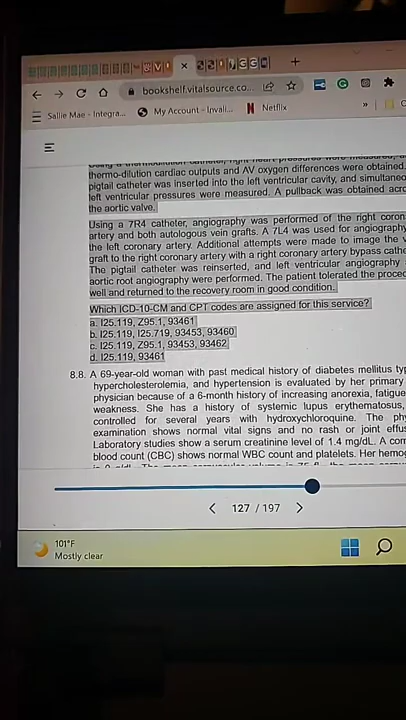 bookshelf.vitalsource.co...
Sallie Mae - Integra... My Account – Invali... Netflix »
thermo-dilution cardiac outputs and AV oxygen differences were obtained.
pigtail catheter was inserted into the left ventricular cavity, and simultaneo
left ventricular pressures were measured. A pullback was obtained acro
the aortic valve.
Using a 7R4 catheter, angiography was performed of the right coron
artery and both autologous vein grafts. A 7L4 was used for angiography
the left coronary artery. Additional attempts were made to image the v
graft to the right coronary artery with a right coronary artery bypass cathe
The pigtail catheter was reinserted, and left ventricular angiography
aortic root angiography were performed. The patient tolerated the proced
well and returned to the recovery room in good condition.
Which ICD-10-CM and CPT codes are assigned for this service?
a. I25.119, Z95.1, 93461
b. I25.119, I25.719, 93453, 93460
c. I25.119, Z95.1, 93453, 93462
d. I25.119, 93461
8.8. A 69-year-old woman with past medical history of diabetes mellitus typ
hypercholesterolemia, and hypertension is evaluated by her primary
physician because of a 6-month history of increasing anorexia, fatigue
weakness. She has a history of systemic lupus erythematosus,
controlled for several years with hydroxychloroquine. The phy
examination shows normal vital signs and no rash or joint effus
Laboratory studies show a serum creatinine level of 1.4 mg/dL. A com
blood count (CBC) shows normal WBC count and platelets. Her hemog
127 / 197
101°F
Mostly clear